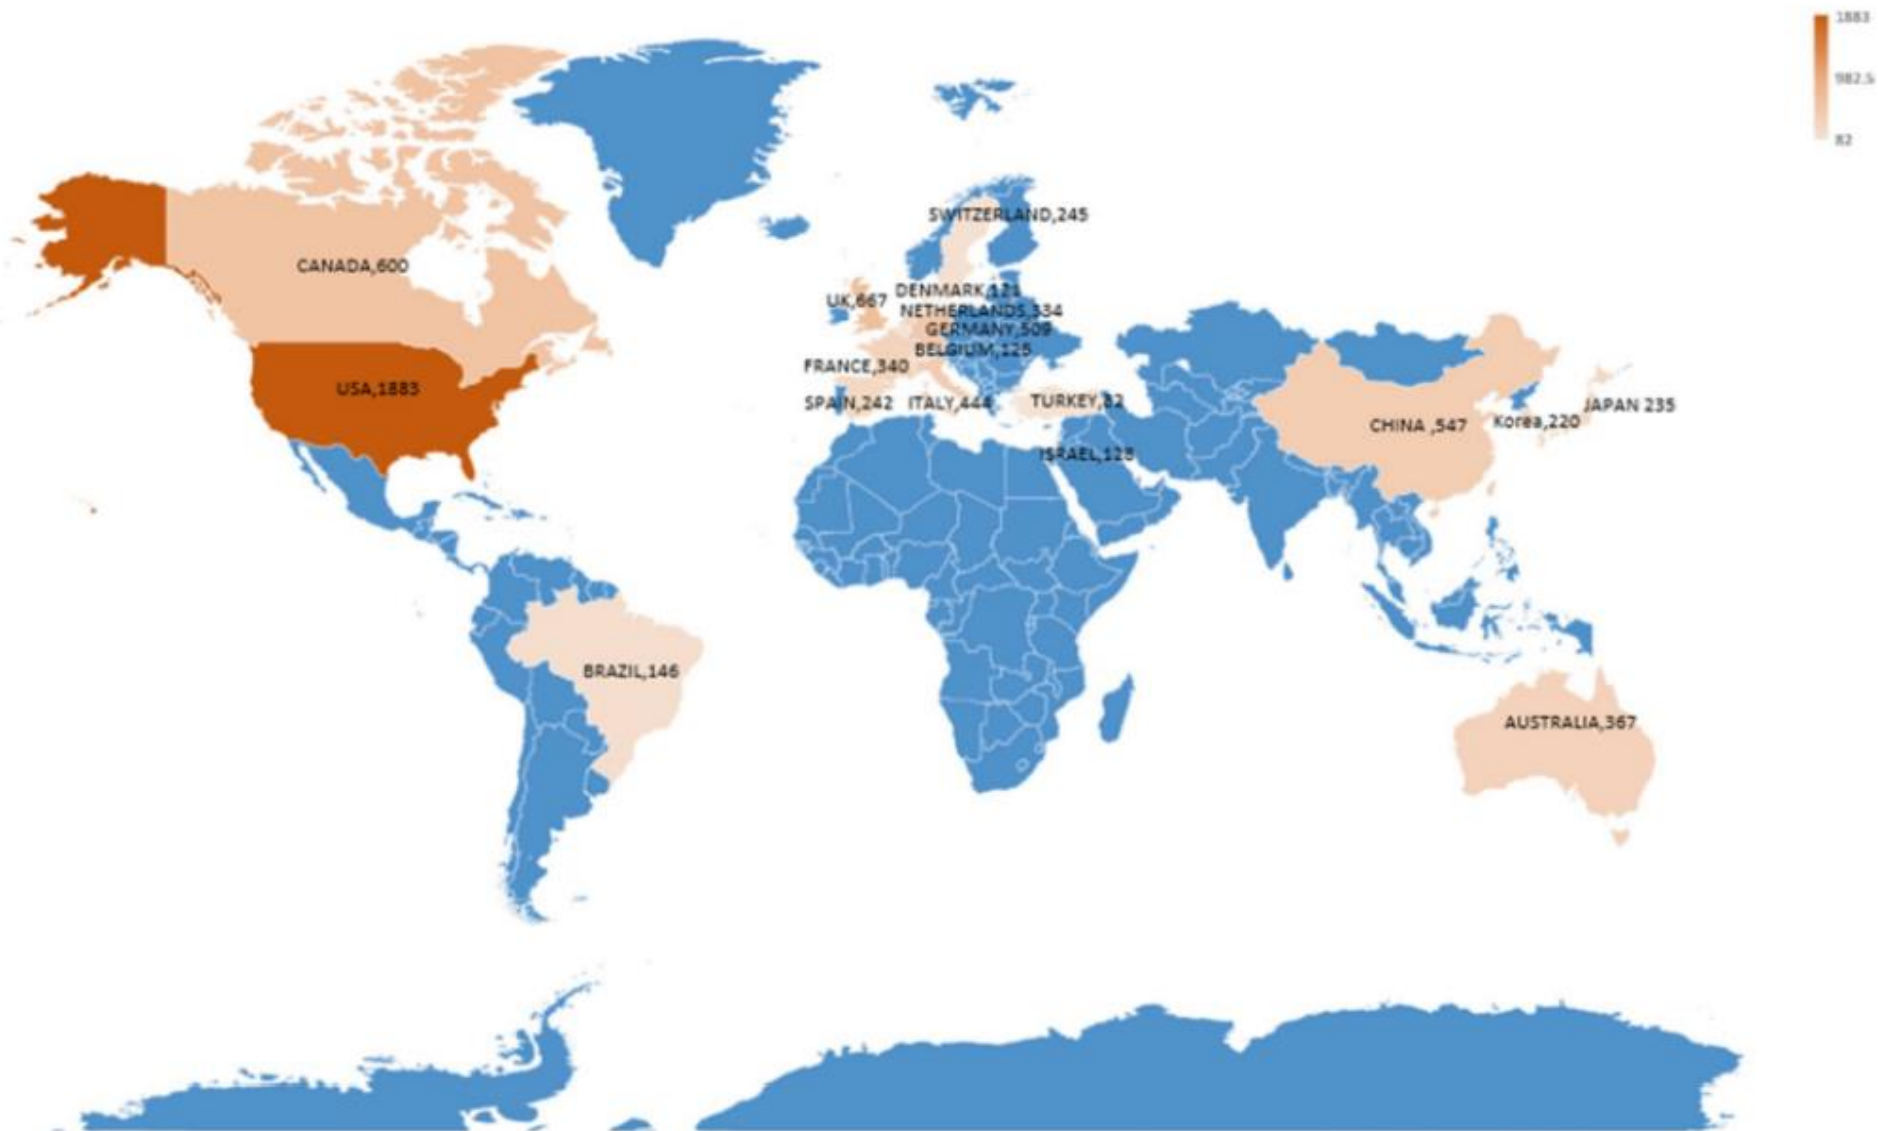 1883
982.5
82
SWITZERLAND,245
CANADA,600
UK,667
DENMARK,121
NETHERLANDS,334
GERMANY,509
BELGIUM,125
FRANCE,340
USA,1883
SPAIN,242
ITALY,444
TURKEY,82
JAPAN 235
CHINA ,547
Korea,220
ISRAEL,128
BRAZIL,146
AUSTRALIA,367